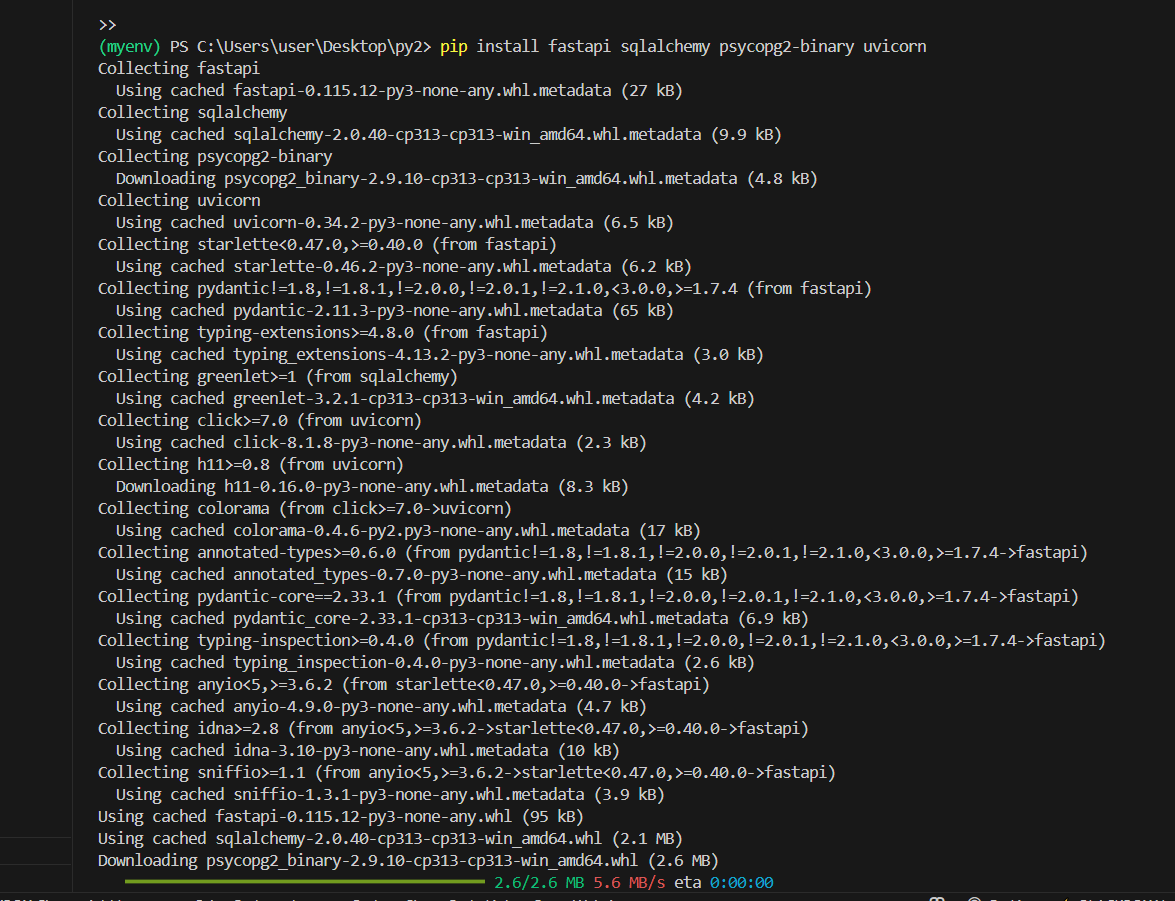 >>
(myenv) PS C:\Users\user\Desktop\py2> pip install fastapi sqlalchemy psycopg2-binary uvicorn
Collecting fastapi
  Using cached fastapi-0.115.12-py3-none-any.whl.metadata (27 kB)
Collecting sqlalchemy
  Using cached sqlalchemy-2.0.40-cp313-cp313-win_amd64.whl.metadata (9.9 kB)
Collecting psycopg2-binary
  Downloading psycopg2_binary-2.9.10-cp313-cp313-win_amd64.whl.metadata (4.8 kB)
Collecting uvicorn
  Using cached uvicorn-0.34.2-py3-none-any.whl.metadata (6.5 kB)
Collecting starlette<0.47.0,>=0.40.0 (from fastapi)
  Using cached starlette-0.46.2-py3-none-any.whl.metadata (6.2 kB)
Collecting pydantic!=1.8,!=1.8.1,!=2.0.0,!=2.0.1,!=2.1.0,<3.0.0,>=1.7.4 (from fastapi)
  Using cached pydantic-2.11.3-py3-none-any.whl.metadata (65 kB)
Collecting typing-extensions>=4.8.0 (from fastapi)
  Using cached typing_extensions-4.13.2-py3-none-any.whl.metadata (3.0 kB)
Collecting greenlet>=1 (from sqlalchemy)
  Using cached greenlet-3.2.1-cp313-cp313-win_amd64.whl.metadata (4.2 kB)
Collecting click>=7.0 (from uvicorn)
  Using cached click-8.1.8-py3-none-any.whl.metadata (2.3 kB)
Collecting h11>=0.8 (from uvicorn)
  Downloading h11-0.16.0-py3-none-any.whl.metadata (8.3 kB)
Collecting colorama (from click>=7.0->uvicorn)
  Using cached colorama-0.4.6-py2.py3-none-any.whl.metadata (17 kB)
Collecting annotated-types>=0.6.0 (from pydantic!=1.8,!=1.8.1,!=2.0.0,!=2.0.1,!=2.1.0,<3.0.0,>=1.7.4->fastapi)
  Using cached annotated_types-0.7.0-py3-none-any.whl.metadata (15 kB)
Collecting pydantic-core==2.33.1 (from pydantic!=1.8,!=1.8.1,!=2.0.0,!=2.0.1,!=2.1.0,<3.0.0,>=1.7.4->fastapi)
  Using cached pydantic_core-2.33.1-cp313-cp313-win_amd64.whl.metadata (6.9 kB)
Collecting typing-inspection>=0.4.0 (from pydantic!=1.8,!=1.8.1,!=2.0.0,!=2.0.1,!=2.1.0,<3.0.0,>=1.7.4->fastapi)
  Using cached typing_inspection-0.4.0-py3-none-any.whl.metadata (2.6 kB)
Collecting anyio<5,>=3.6.2 (from starlette<0.47.0,>=0.40.0->fastapi)
  Using cached anyio-4.9.0-py3-none-any.whl.metadata (4.7 kB)
Collecting idna>=2.8 (from anyio<5,>=3.6.2->starlette<0.47.0,>=0.40.0->fastapi)
  Using cached idna-3.10-py3-none-any.whl.metadata (10 kB)
Collecting sniffio>=1.1 (from anyio<5,>=3.6.2->starlette<0.47.0,>=0.40.0->fastapi)
  Using cached sniffio-1.3.1-py3-none-any.whl.metadata (3.9 kB)
Using cached fastapi-0.115.12-py3-none-any.whl (95 kB)
Using cached sqlalchemy-2.0.40-cp313-cp313-win_amd64.whl (2.1 MB)
Downloading psycopg2_binary-2.9.10-cp313-cp313-win_amd64.whl (2.6 MB)
2.6/2.6 MB 5.6 MB/s eta 0:00:00